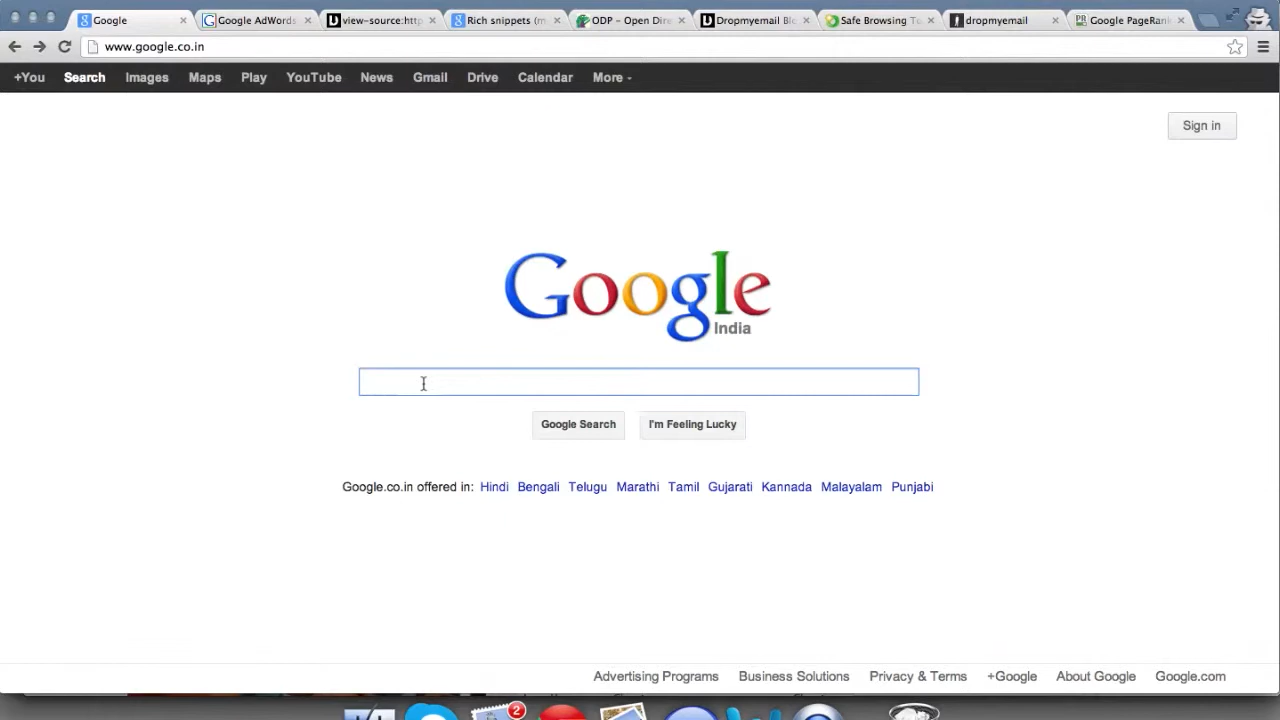 Google Google AdWords view-source:http Rich snippets (m ODP - Open Dire Dropmyemail Blo Safe Browsing To dropmyemail Google PageRan
www.google.co.in
+You Search Images Maps Play YouTube News Gmail Drive Calendar More
Sign in
Google
India
Google Search I'm Feeling Lucky
Google.co.in offered in: Hindi Bengali Telugu Marathi Tamil Gujarati Kannada Malayalam Punjabi
Advertising Programs Business Solutions Privacy & Terms +Google About Google Google.com
2